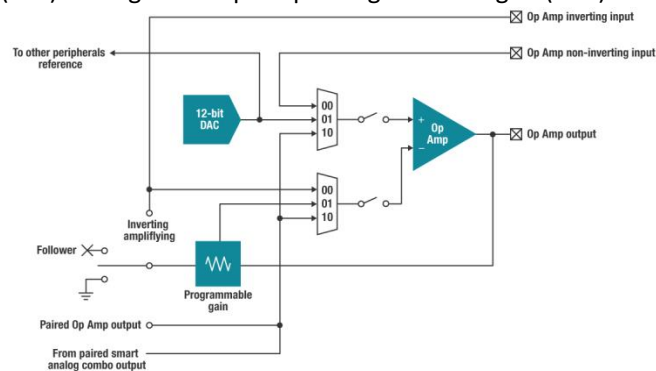 Op Amp inverting input
To other peripherals
reference
Op Amp non-inverting input
12-bit
DAC
00
01
10
+
Op
Amp
−
Op Amp output
00
01
10
Inverting
ampliflying
Follower
Programmable
gain
Paired Op Amp output
From paired smart
analog combo output